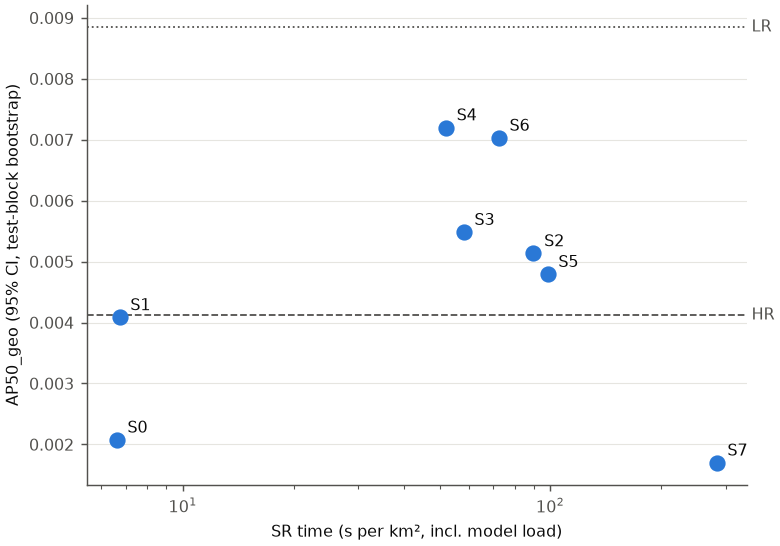 0.009
LR
0.008
S4
S6
0.007
0.006
S3
S2
0.005
S5
S1
HR
0.004
0.003
S0
0.002
S7
AP50_geo (95% CI, test-block bootstrap)
10¹
10²
SR time (s per km², incl. model load)